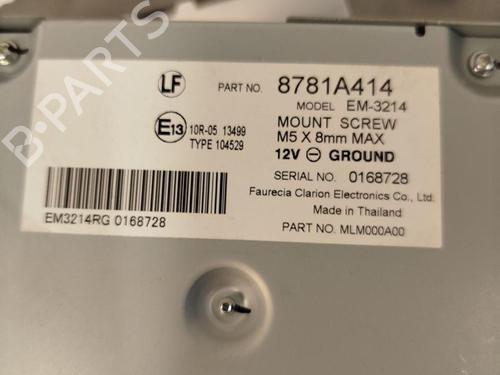 LF
PART NO. 8781A414
MODEL EM-3214
E13 10R-05 13499
TYPE 104529
MOUNT SCREW
M5 X 8mm MAX
12V ⊖ GROUND
SERIAL NO. 0168728
Faurecia Clarion Electronics Co., Ltd.
Made in Thailand
EM3214RG 0168728
PART NO. MLM000A00
B-PARTS